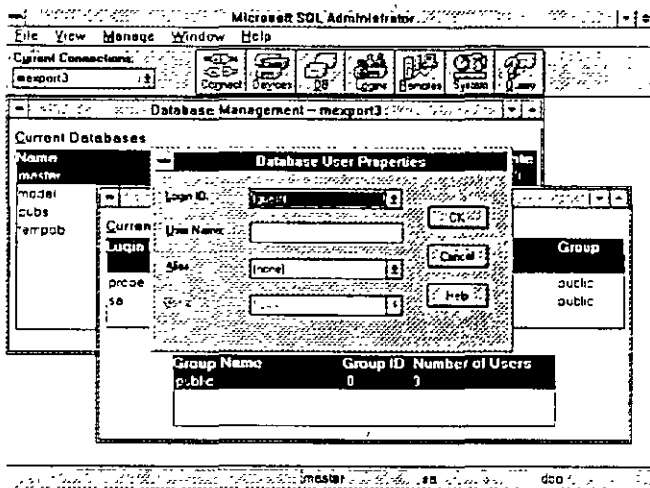 Microsoft SQL Administrator
File View Manage Window Help
Current Connections:
mexport3
Connect Devices DB Logins Remotes System Query
Database Management – mexport3
Current Databases
Name
master
model
pubs
tempdb
Database User Properties
Login ID:
User Name:
Alias
(none)
OK
Cancel
Help
Curren
Login
Group
probe
public
sa
public
Group Name Group ID Number of Users
public 0 3
master sa dbo